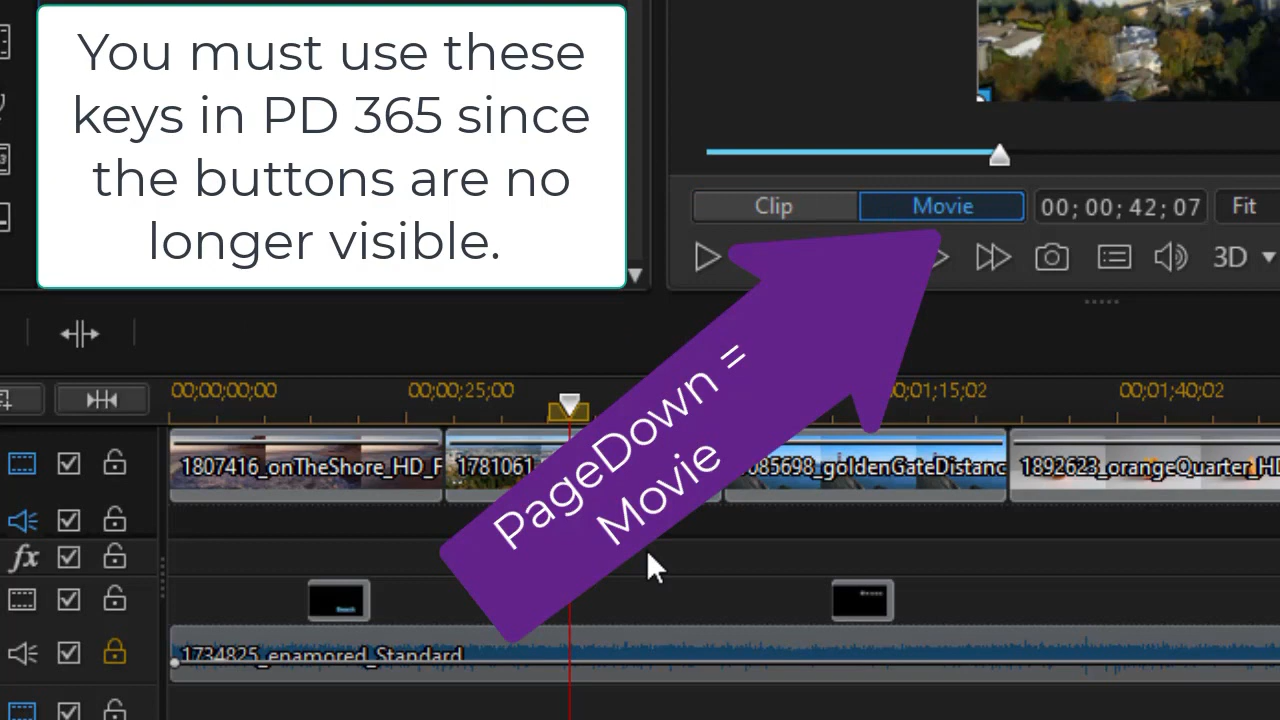 You must use these
keys in PD 365 since
the buttons are no
longer visible.
Clip
Movie
00; 00; 42; 07
Fit
3D
PageDown =
Movie
00;00;00;00
00;00;25;00
00;01;15;02
00;01;40;02
1807416_onTheShore_HD_F
1781061
085698_goldenGateDistanc
1892623_orangeQuarter_HD
fx
1734825_enamored_Standard